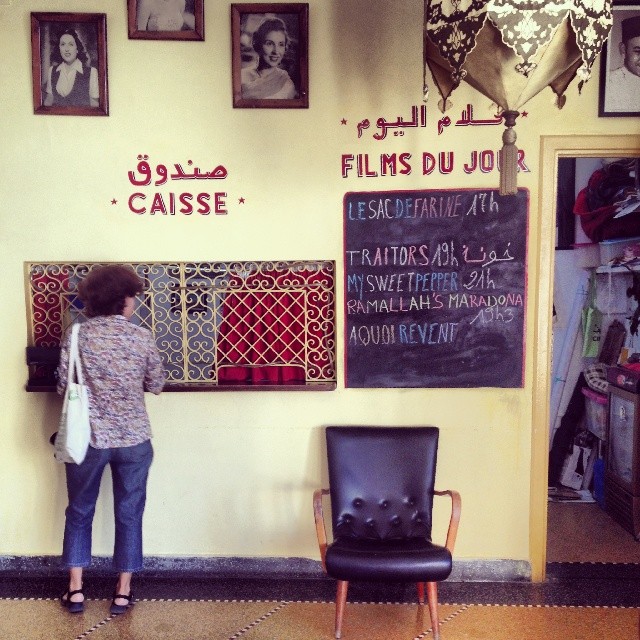 صندوق
CAISSE
فلام اليوم
FILMS DU JOUR
LE SAC DE FARINE 17h
TRAITORS 19h خونة
MY SWEET PEPPER 21h
RAMALLAH'S MARADONA
19h3
A QUOI REVENT